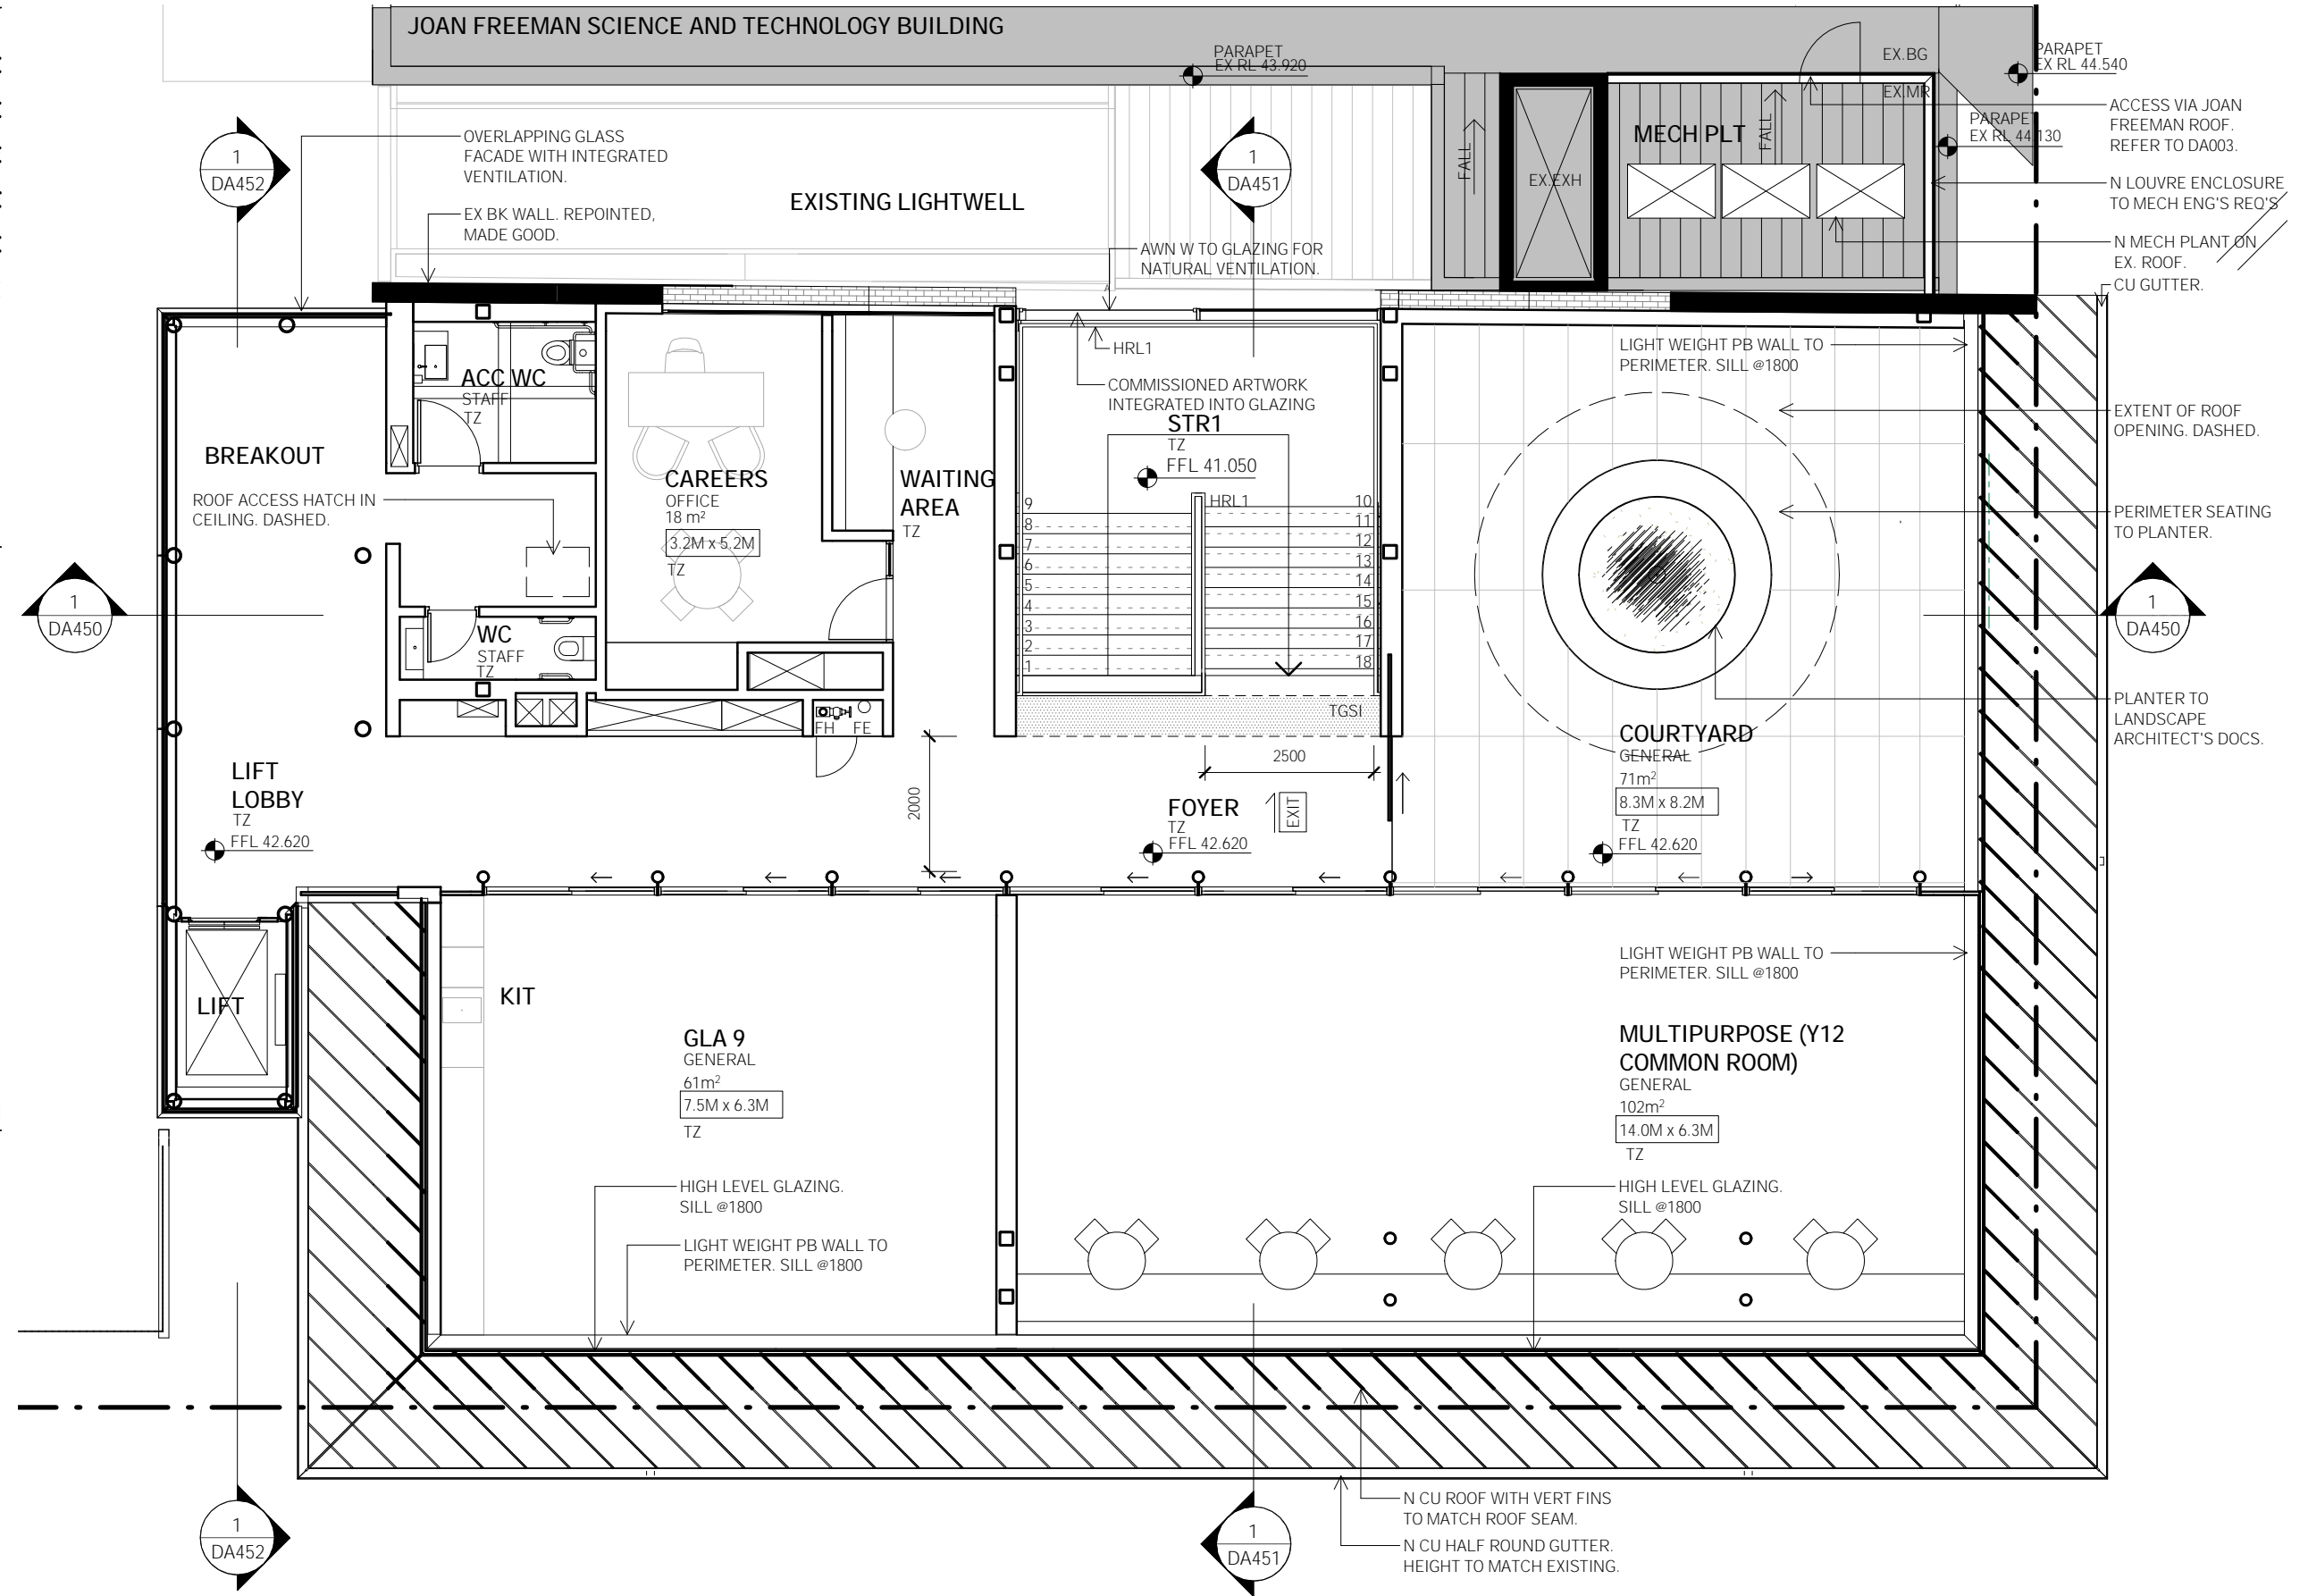 JOAN FREEMAN SCIENCE AND TECHNOLOGY BUILDING
PARAPET
EX RL 43.920
EX.BG
PARAPET
EX RL 44.540
EX.MR
ACCESS VIA JOAN
FREEMAN ROOF.
REFER TO DA003.
PARAPET
EX RL 44.130
MECH PLT
FALL
FALL
EX.EXH
N LOUVRE ENCLOSURE
TO MECH ENG'S REQ'S
N MECH PLANT ON
EX. ROOF.
CU GUTTER.
OVERLAPPING GLASS
FACADE WITH INTEGRATED
VENTILATION.
1
DA452
EX BK WALL. REPOINTED,
MADE GOOD.
EXISTING LIGHTWELL
1
DA451
AWN W TO GLAZING FOR
NATURAL VENTILATION.
HRL1
COMMISSIONED ARTWORK
INTEGRATED INTO GLAZING
STR1
TZ
FFL 41.050
LIGHT WEIGHT PB WALL TO
PERIMETER. SILL @1800
EXTENT OF ROOF
OPENING. DASHED.
ACC WC
STAFF
TZ
BREAKOUT
ROOF ACCESS HATCH IN
CEILING. DASHED.
CAREERS
OFFICE
18 m²
3.2M x 5.2M
TZ
WAITING
AREA
TZ
HRL1
9
8
7
6
5
4
3
2
1
10
11
12
13
14
15
16
17
18
PERIMETER SEATING
TO PLANTER.
1
DA450
1
DA450
WC
STAFF
TZ
FH
FE
TGSI
PLANTER TO
LANDSCAPE
ARCHITECT'S DOCS.
COURTYARD
GENERAL
71m²
8.3M x 8.2M
TZ
FFL 42.620
2500
2000
LIFT
LOBBY
TZ
FFL 42.620
FOYER
TZ
FFL 42.620
EXIT
LIFT
KIT
GLA 9
GENERAL
61m²
7.5M x 6.3M
TZ
LIGHT WEIGHT PB WALL TO
PERIMETER. SILL @1800
MULTIPURPOSE (Y12
COMMON ROOM)
GENERAL
102m²
14.0M x 6.3M
TZ
HIGH LEVEL GLAZING.
SILL @1800
LIGHT WEIGHT PB WALL TO
PERIMETER. SILL @1800
HIGH LEVEL GLAZING.
SILL @1800
1
DA452
1
DA451
N CU ROOF WITH VERT FINS
TO MATCH ROOF SEAM.
N CU HALF ROUND GUTTER.
HEIGHT TO MATCH EXISTING.